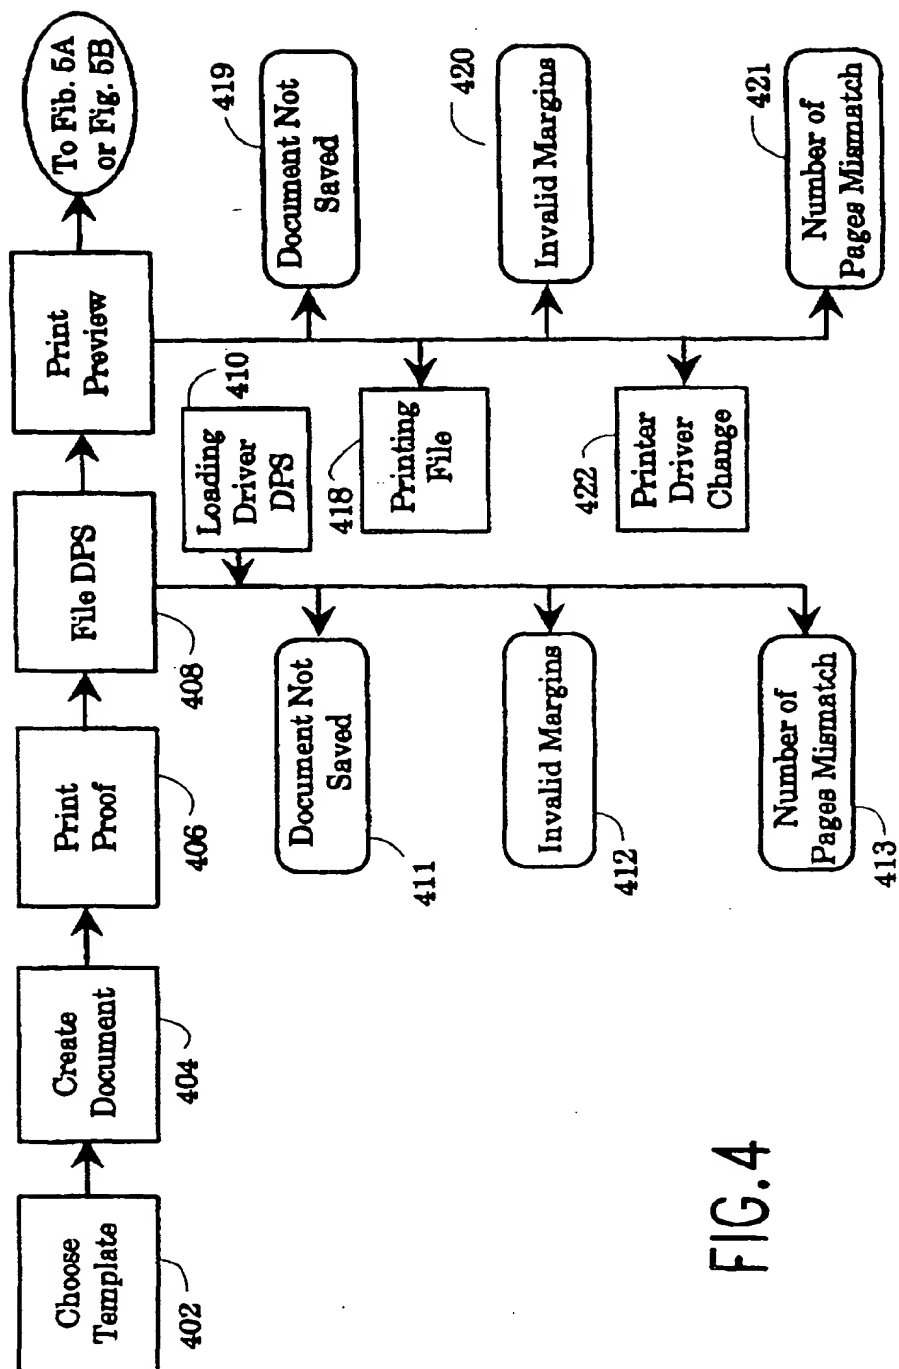 Choose
Template
402
Create
Document
404
Print
Proof
406
File DPS
408
Print
Preview
To Fib. 5A
or Fig. 5B
Loading
Driver
DPS
410
Document Not
Saved
411
Invalid Margins
412
Number of
Pages Mismatch
413
Printing
File
418
Document Not
Saved
419
Invalid Margins
420
Number of
Pages Mismatch
421
Printer
Driver
Change
422
FIG.4